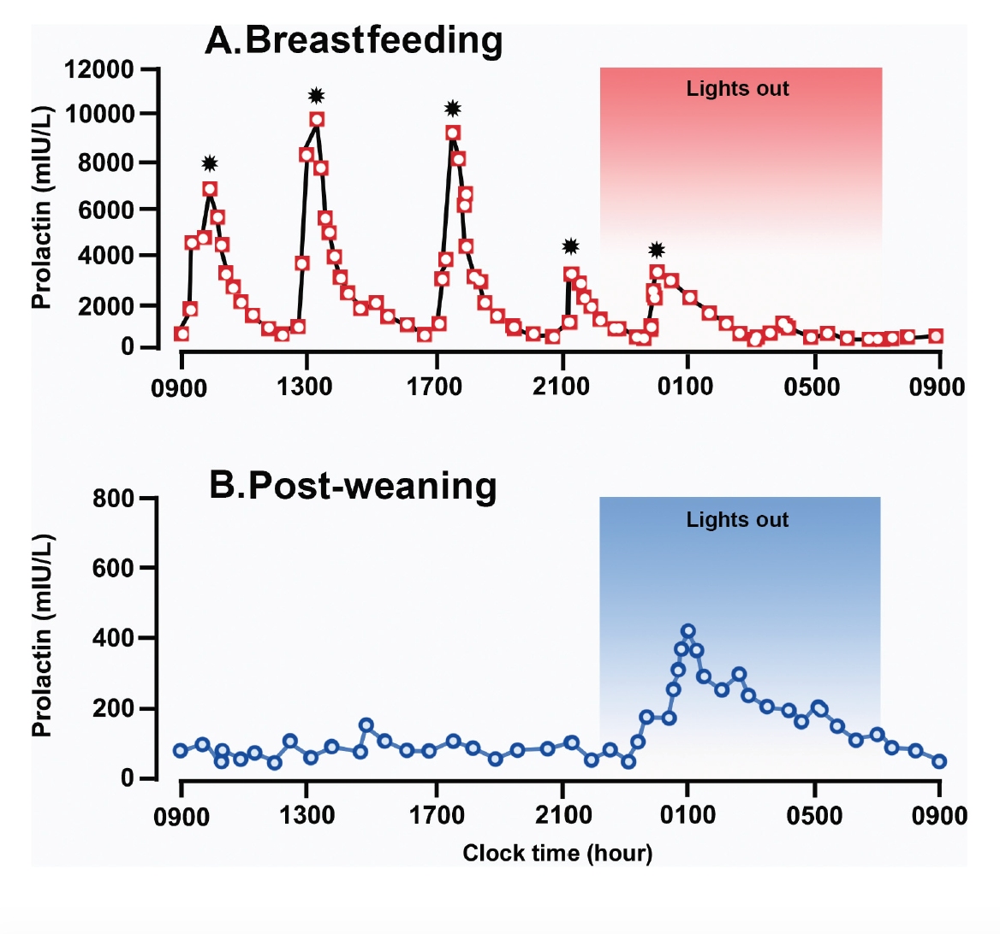 A.Breastfeeding
12000
10000
8000
6000
4000
2000
0
Prolactin (mIU/L)
Lights out
0900 1300 1700 2100 0100 0500 0900
B.Post-weaning
800
600
400
200
0
Prolactin (mIU/L)
Lights out
0900 1300 1700 2100 0100 0500 0900
Clock time (hour)